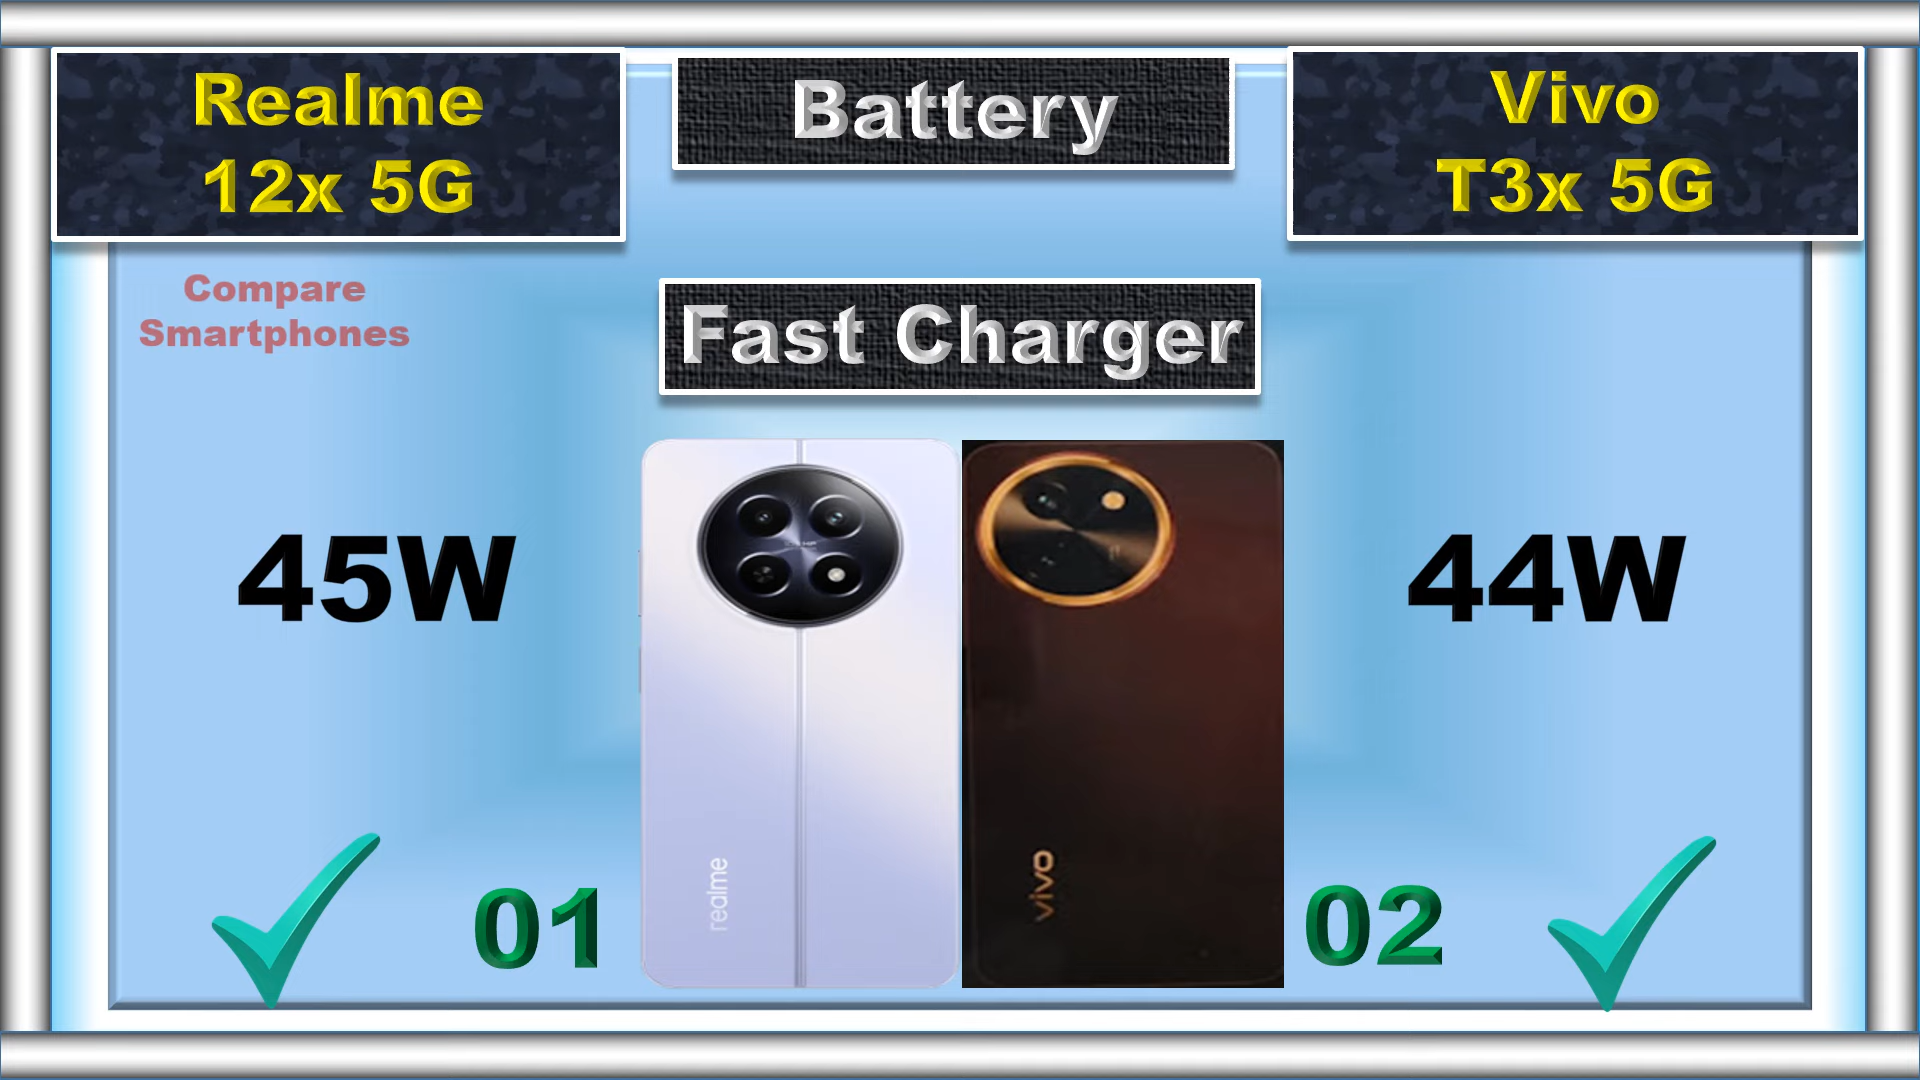 Realme
12x 5G
Battery
Vivo
T3x 5G
Compare
Smartphones
Fast Charger
45W
44W
realme
vivo
01
02